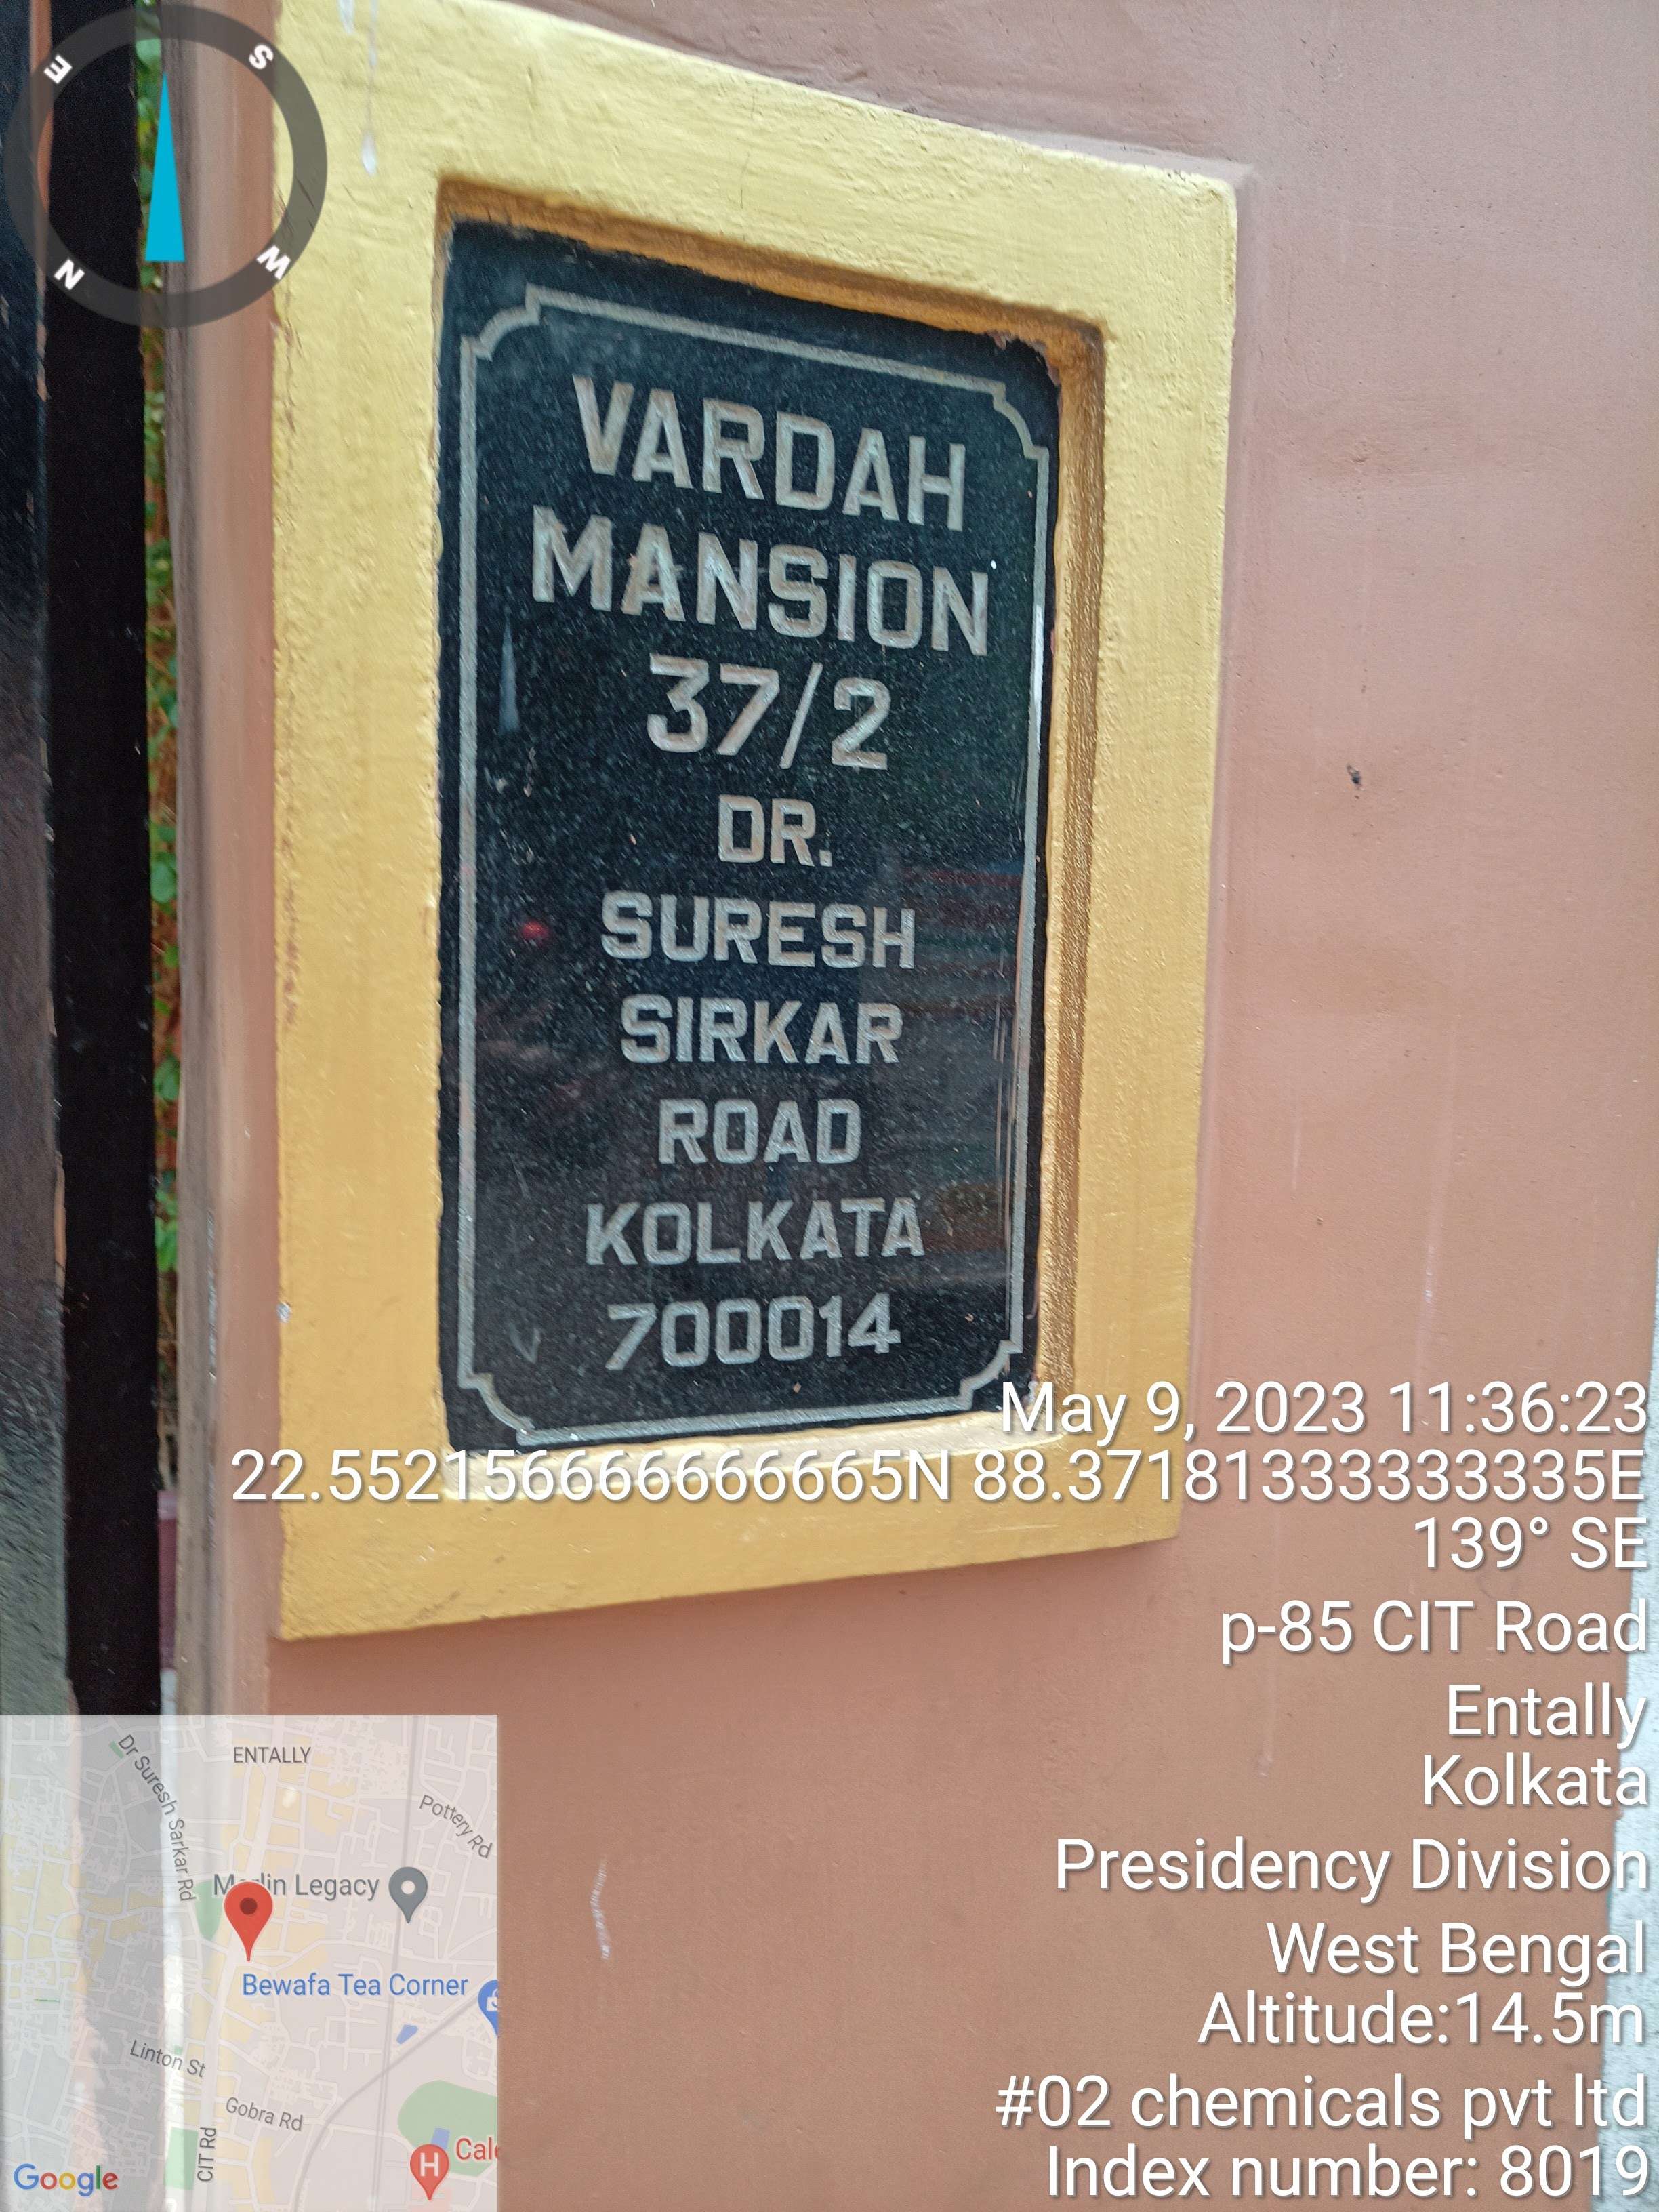 E
S
N
W
VARDAH
MANSION
37/2
DR.
SURESH
SIRKAR
ROAD
KOLKATA
700014
May 9, 2023 11:36:23
22.552156666666665N 88.37181333333335E
139° SE
p-85 CIT Road
Entally
Kolkata
Presidency Division
West Bengal
Altitude:14.5m
#02 chemicals pvt ltd
Index number: 8019
ENTALLY
Dr Suresh Sarkar Rd
Pottery Rd
Legacy
Bewafa Tea Corner
Linton St
Gobra Rd
CIT Rd
H
Google